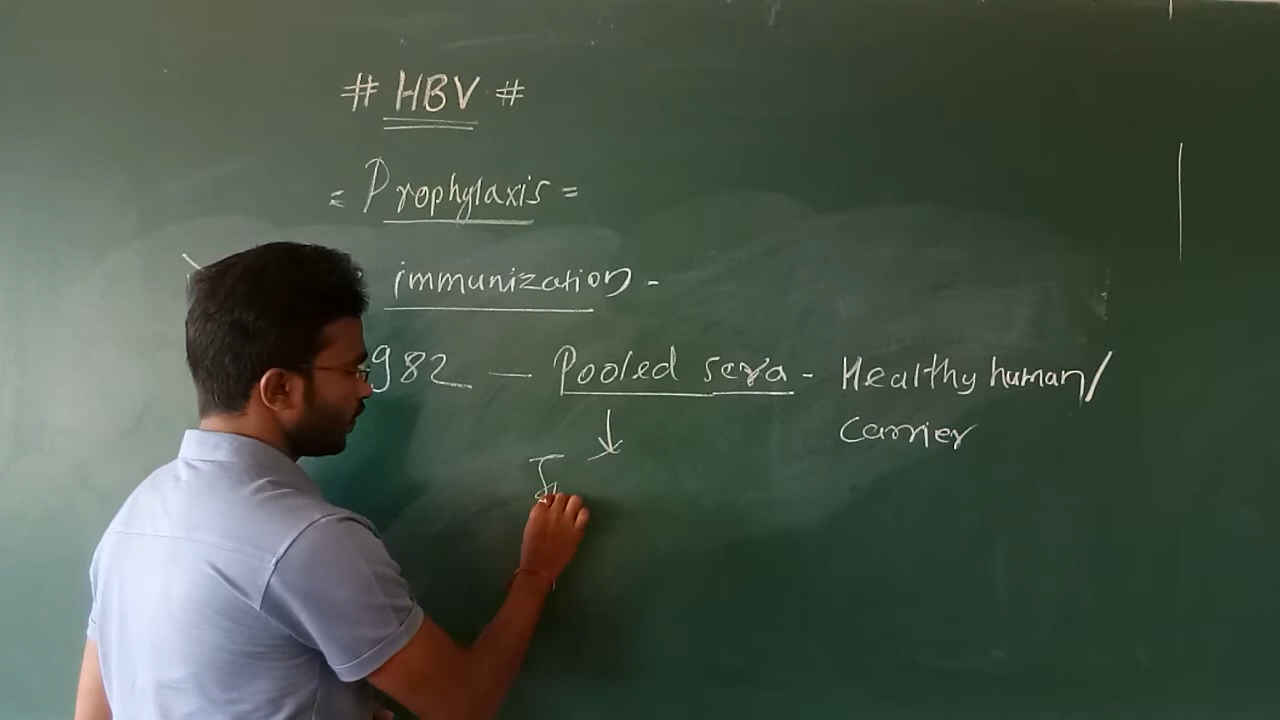 # HBV #
= Prophylaxis =
immunization -
982 — Pooled sera - Healthy human/
carrier